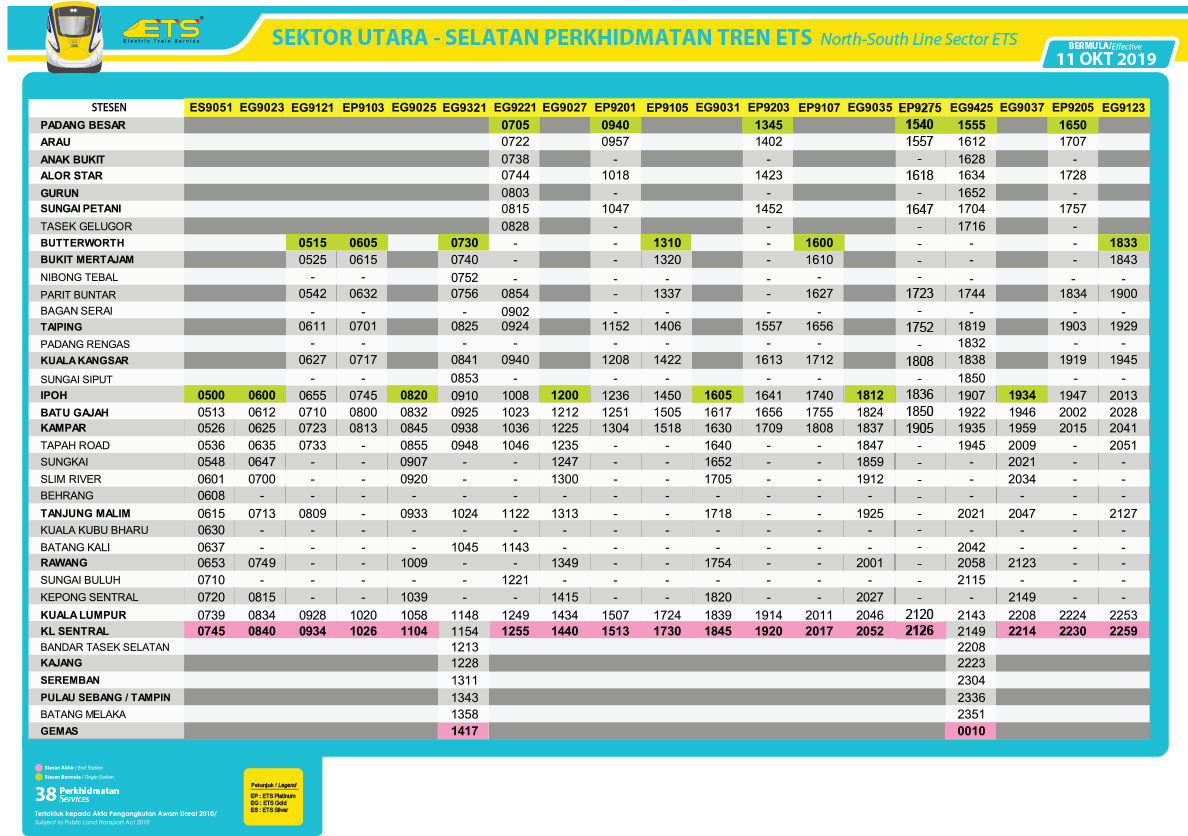 ETS
Electric Train Service
SEKTOR UTARA - SELATAN PERKHIDMATAN TREN ETS North-South Line Sector ETS
BERMULA/Effective
11 OKT 2019
STESEN ES9051 EG9023 EG9121 EP9103 EG9025 EG9321 EG9221 EG9027 EP9201 EP9105 EG9031 EP9203 EP9107 EG9035 EP9275 EG9425 EG9037 EP9205 EG9123
PADANG BESAR 0705 0940 1345 1540 1555 1650
ARAU 0722 0957 1402 1557 1612 1707
ANAK BUKIT 0738 - - - 1628 -
ALOR STAR 0744 1018 1423 1618 1634 1728
GURUN 0803 - - - 1652 -
SUNGAI PETANI 0815 1047 1452 1647 1704 1757
TASEK GELUGOR 0828 - - - 1716 -
BUTTERWORTH 0515 0605 0730 - - 1310 - 1600 - - - 1833
BUKIT MERTAJAM 0525 0615 0740 - - 1320 - 1610 - - - 1843
NIBONG TEBAL - - 0752 - - - - - - - - -
PARIT BUNTAR 0542 0632 0756 0854 - 1337 - 1627 1723 1744 1834 1900
BAGAN SERAI - - - 0902 - - - - - - - -
TAIPING 0611 0701 0825 0924 1152 1406 1557 1656 1752 1819 1903 1929
PADANG RENGAS - - - - - - - - - 1832 - -
KUALA KANGSAR 0627 0717 0841 0940 1208 1422 1613 1712 1808 1838 1919 1945
SUNGAI SIPUT - - 0853 - - - - - - 1850 - -
IPOH 0500 0600 0655 0745 0820 0910 1008 1200 1236 1450 1605 1641 1740 1812 1836 1907 1934 1947 2013
BATU GAJAH 0513 0612 0710 0800 0832 0925 1023 1212 1251 1505 1617 1656 1755 1824 1850 1922 1946 2002 2028
KAMPAR 0526 0625 0723 0813 0845 0938 1036 1225 1304 1518 1630 1709 1808 1837 1905 1935 1959 2015 2041
TAPAH ROAD 0536 0635 0733 - 0855 0948 1046 1235 - - 1640 - - 1847 - 1945 2009 - 2051
SUNGKAI 0548 0647 - - 0907 - - 1247 - - 1652 - - 1859 - - 2021 - -
SLIM RIVER 0601 0700 - - 0920 - - 1300 - - 1705 - - 1912 - - 2034 - -
BEHRANG 0608 - - - - - - - - - - - - - - - - - -
TANJUNG MALIM 0615 0713 0809 - 0933 1024 1122 1313 - - 1718 - - 1925 - 2021 2047 - 2127
KUALA KUBU BHARU 0630 - - - - - - - - - - - - - - - - - -
BATANG KALI 0637 - - - - 1045 1143 - - - - - - - - 2042 - - -
RAWANG 0653 0749 - - 1009 - - 1349 - - 1754 - - 2001 - 2058 2123 - -
SUNGAI BULUH 0710 - - - - - 1221 - - - - - - - - 2115 - - -
KEPONG SENTRAL 0720 0815 - - 1039 - - 1415 - - 1820 - - 2027 - - 2149 - -
KUALA LUMPUR 0739 0834 0928 1020 1058 1148 1249 1434 1507 1724 1839 1914 2011 2046 2120 2143 2208 2224 2253
KL SENTRAL 0745 0840 0934 1026 1104 1154 1255 1440 1513 1730 1845 1920 2017 2052 2126 2149 2214 2230 2259
BANDAR TASEK SELATAN 1213 2208
KAJANG 1228 2223
SEREMBAN 1311 2304
PULAU SEBANG / TAMPIN 1343 2336
BATANG MELAKA 1358 2351
GEMAS 1417 0010
Stesen Akhir / End Station
Stesen Bermula / Origin Station
38 Perkhidmatan
Services
Tertakluk kepada Akta Pengangkutan Awam Darat 2010/
Subject to Public Land Transport Act 2010
Petunjuk / Legend
EP : ETS Platinum
EG : ETS Gold
ES : ETS Silver